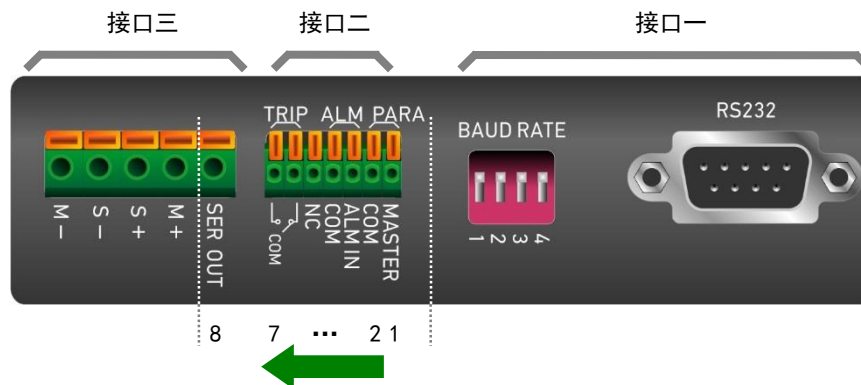 接口三 接口二 接口一
TRIP ALM PARA
BAUD RATE
RS232
M-
S-
S+
M+
SER OUT
COM
NC
COM
ALM IN
COM
MASTER
1 2 3 4
8 7 ... 2 1